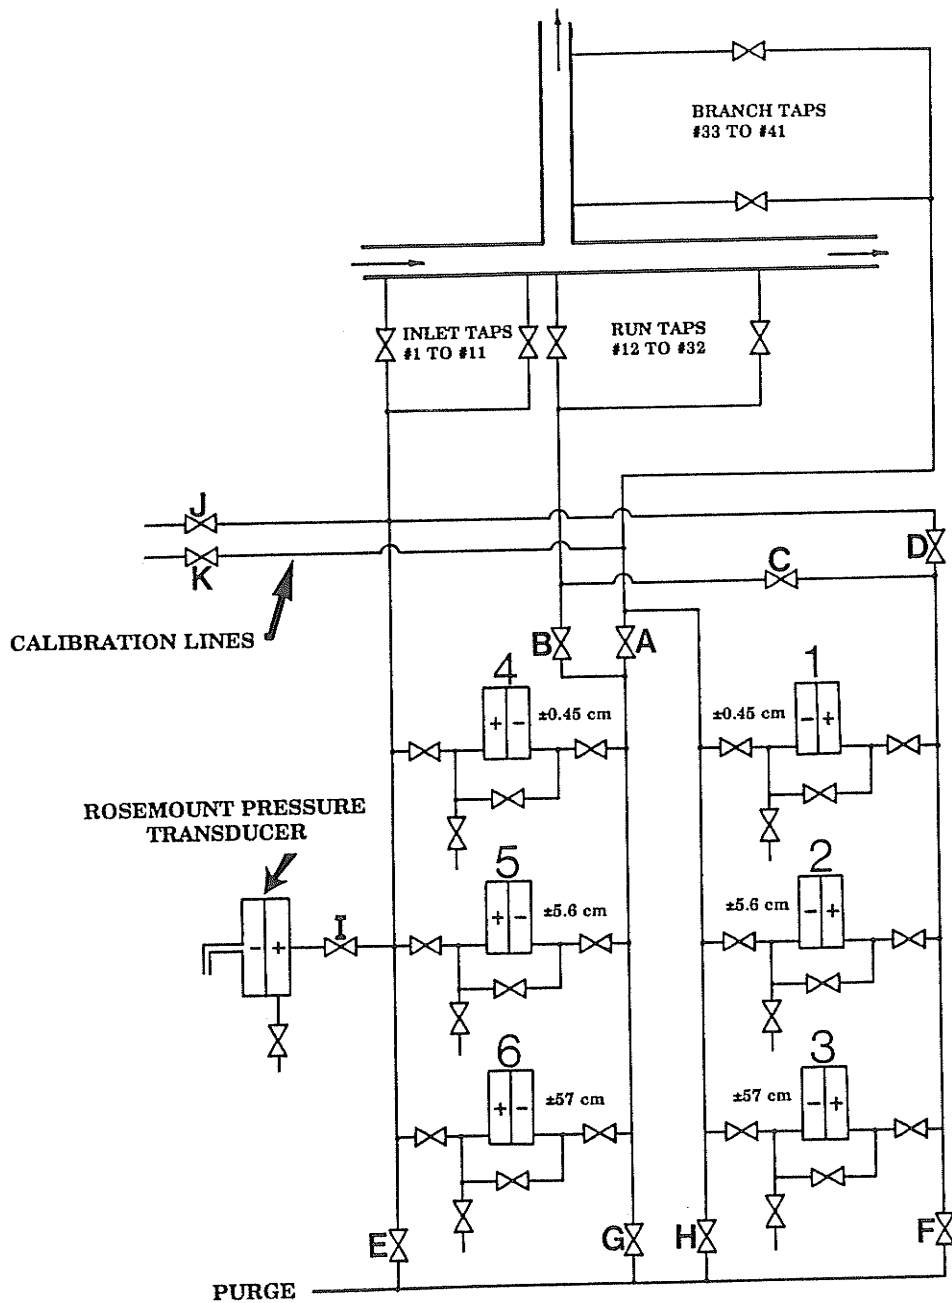 BRANCH TAPS
#33 TO #41
INLET TAPS
#1 TO #11
RUN TAPS
#12 TO #32
J
K
D
C
CALIBRATION LINES
B
A
4
±0.45 cm
+ -
1
±0.45 cm
- +
ROSEMOUNT PRESSURE
TRANSDUCER
- +
I
5
±5.6 cm
+ -
2
±5.6 cm
- +
6
±57 cm
+ -
3
±57 cm
- +
E
G
H
F
PURGE